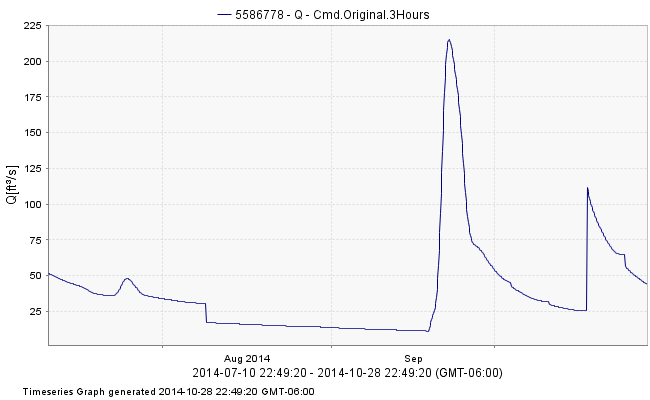 5586778 - Q - Cmd.Original.3Hours
225
200
175
150
125
100
75
50
25
Q[ft³/s]
Aug 2014
Sep
2014-07-10 22:49:20 - 2014-10-28 22:49:20 (GMT-06:00)
Timeseries Graph generated 2014-10-28 22:49:20 GMT-06:00